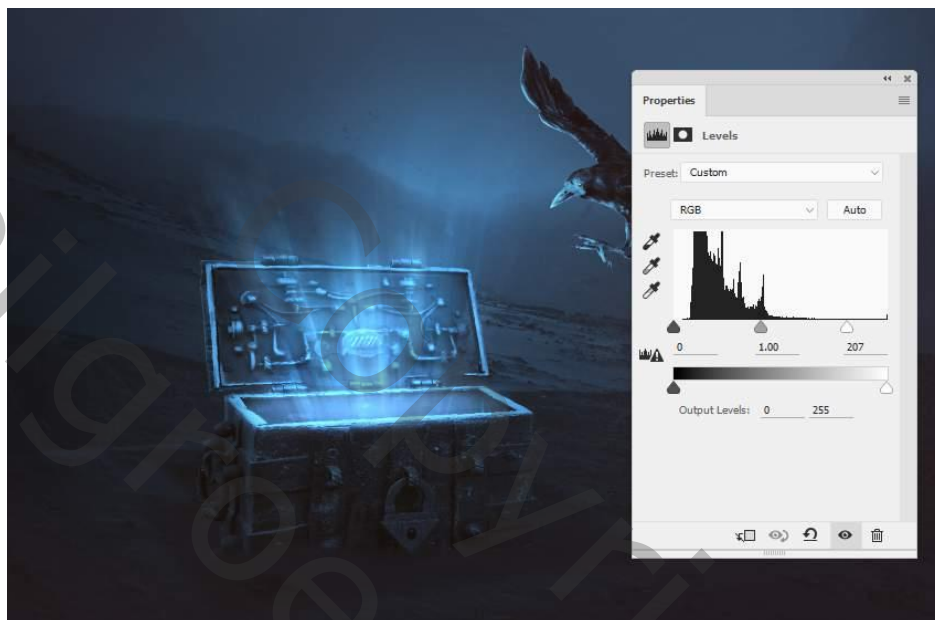 Properties
Levels
Preset: Custom
RGB
Auto
0 1.00 207
Output Levels: 0 255